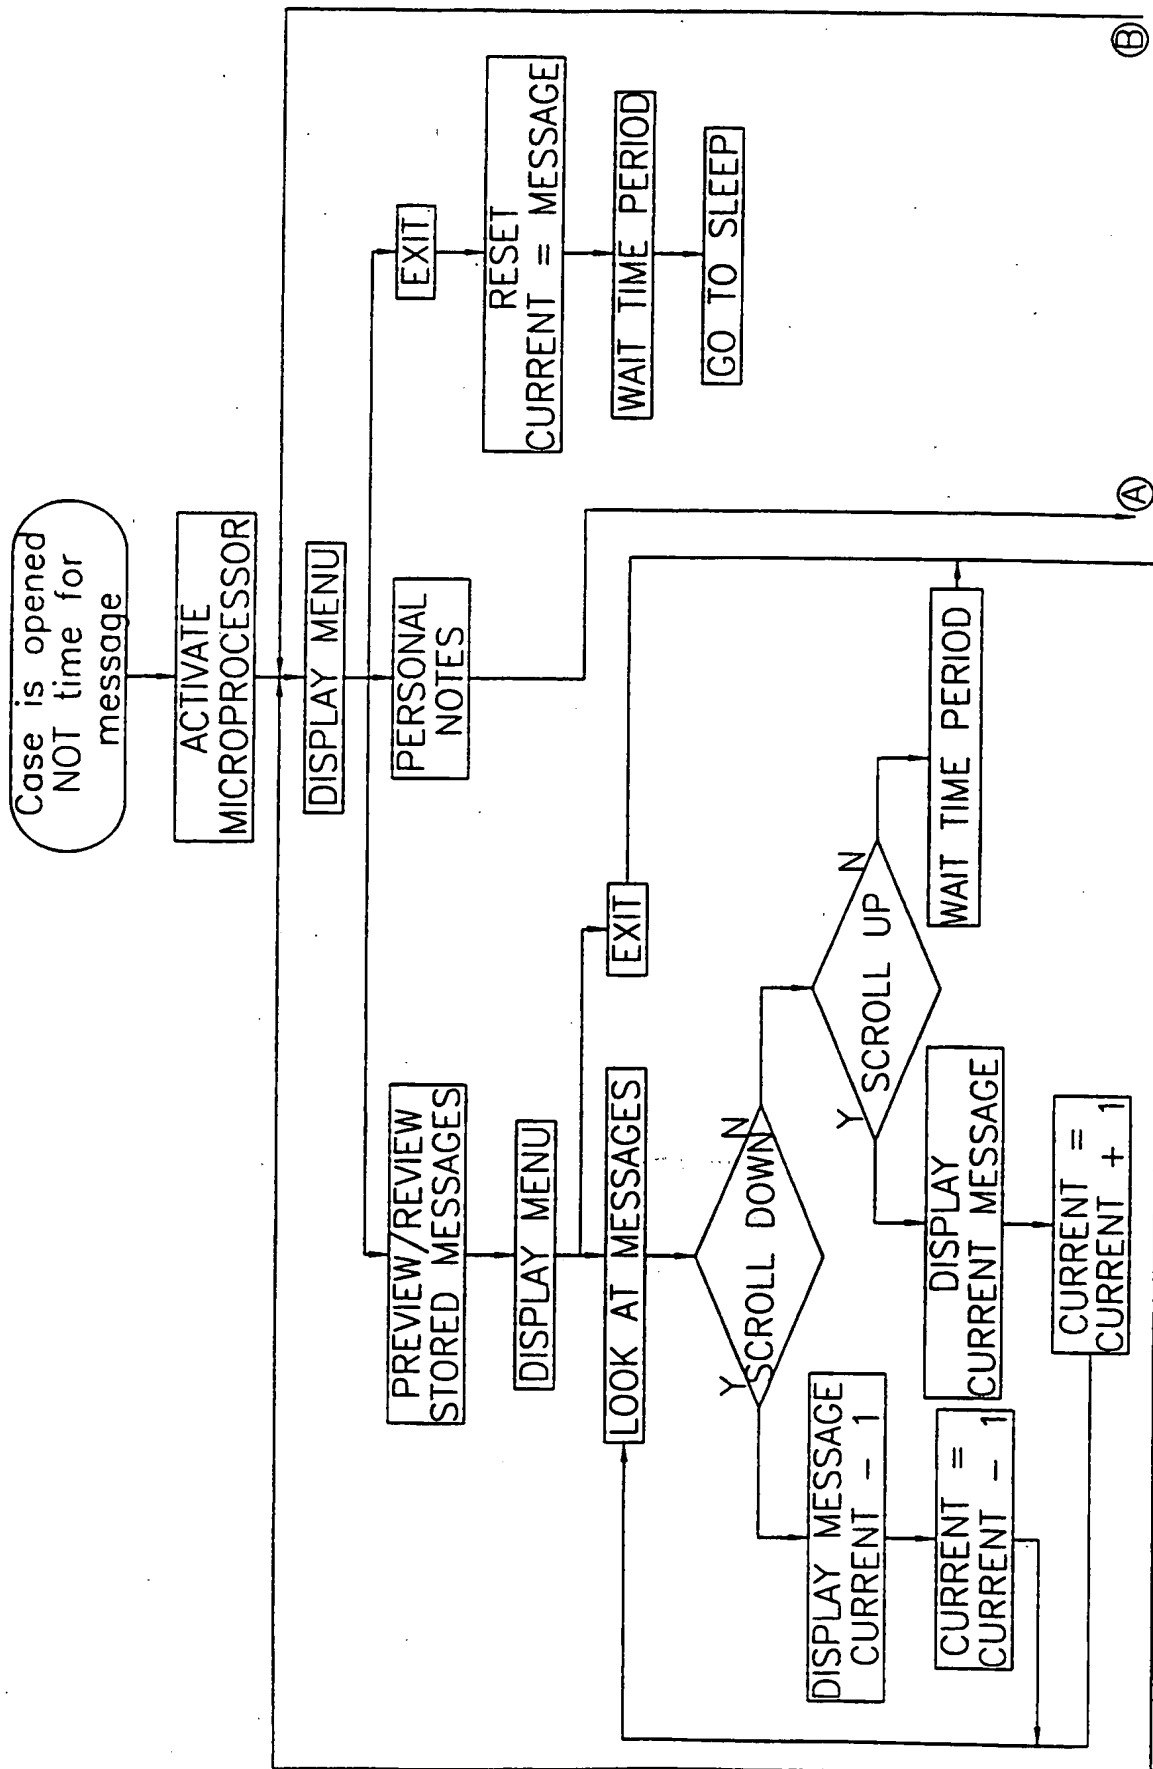 Case is opened
NOT time for
message
ACTIVATE
MICROPROCESSOR
DISPLAY MENU
PREVIEW/REVIEW
STORED MESSAGES
PERSONAL
NOTES
EXIT
DISPLAY MENU
RESET
CURRENT = MESSAGE
LOOK AT MESSAGES
EXIT
WAIT TIME PERIOD
GO TO SLEEP
Y
SCROLL DOWN
N
Y
SCROLL UP
N
DISPLAY MESSAGE
CURRENT - 1
DISPLAY
CURRENT MESSAGE
WAIT TIME PERIOD
CURRENT =
CURRENT - 1
CURRENT =
CURRENT + 1
A
B